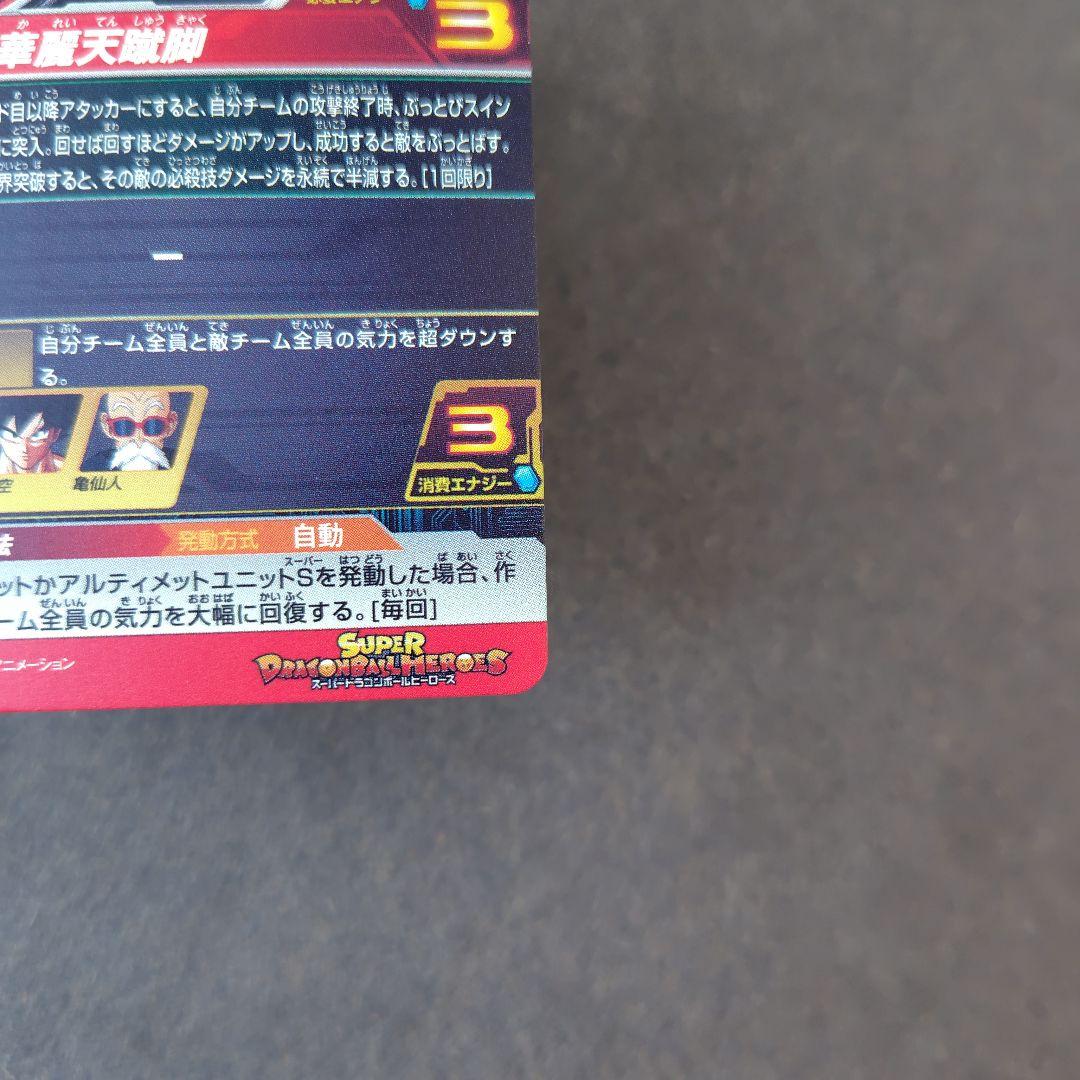 3
華麗天蹴脚
ド目以降アタッカーにすると、自分チームの攻撃終了時、ぶっとびスイン
に突入。回せば回すほどダメージがアップし、成功すると敵をぶっとばす。
界突破すると、その敵の必殺技ダメージを永続で半減する。[1回限り]
自分チーム全員と敵チーム全員の気力を超ダウンす
る。
空 亀仙人
3
消費エナジー
法 発動方式 自動
ットかアルティメットユニットSを発動した場合、作
ーム全員の気力を大幅に回復する。[毎回]
ニメーション
SUPER
DRAGONBALL HEROES
スーパードラゴンボールヒーローズ